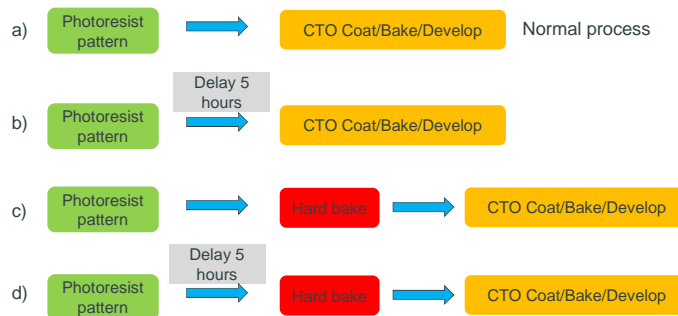 a) Photoresist pattern CTO Coat/Bake/Develop Normal process
Delay 5 hours
b) Photoresist pattern CTO Coat/Bake/Develop
c) Photoresist pattern Hard bake CTO Coat/Bake/Develop
Delay 5 hours
d) Photoresist pattern Hard bake CTO Coat/Bake/Develop